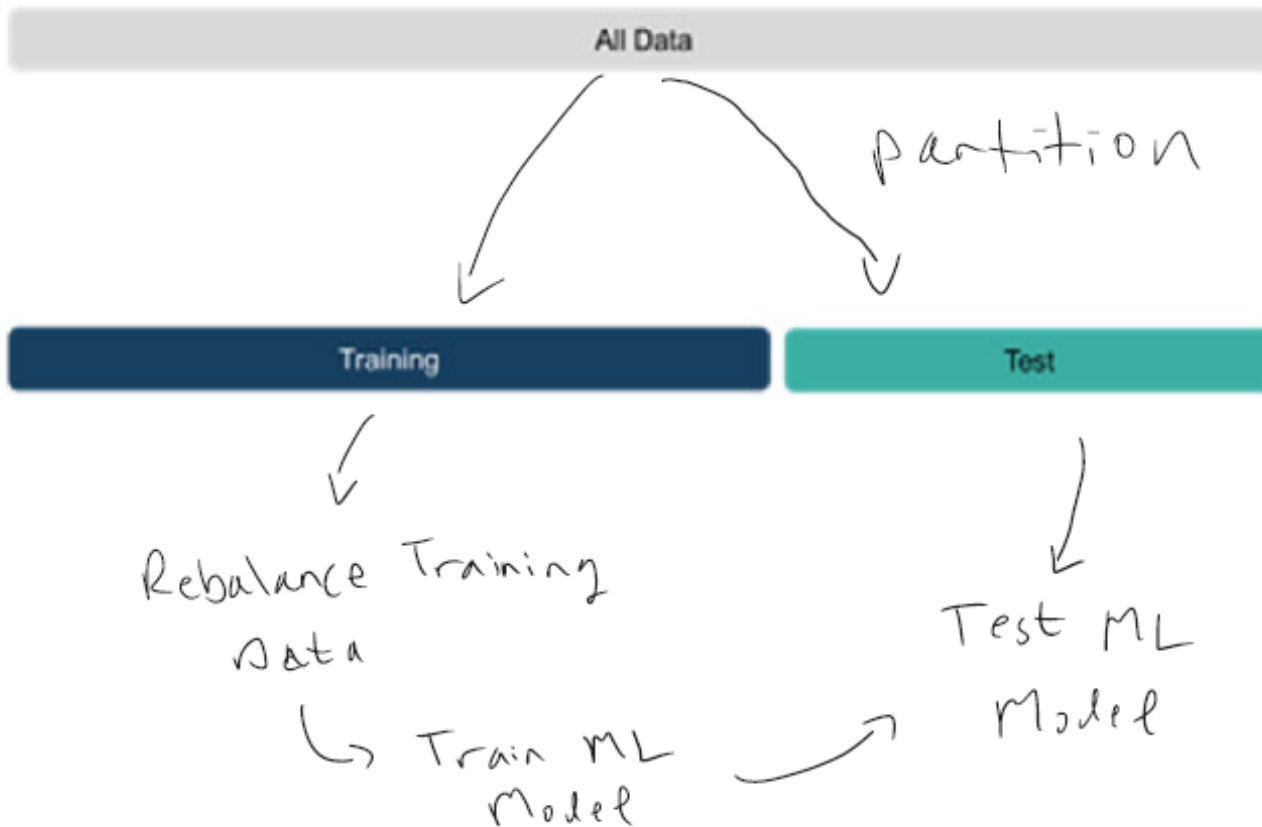 All Data
partition
Training
Test
Rebalance Training
Data
Test ML
Model
Train ML
Model